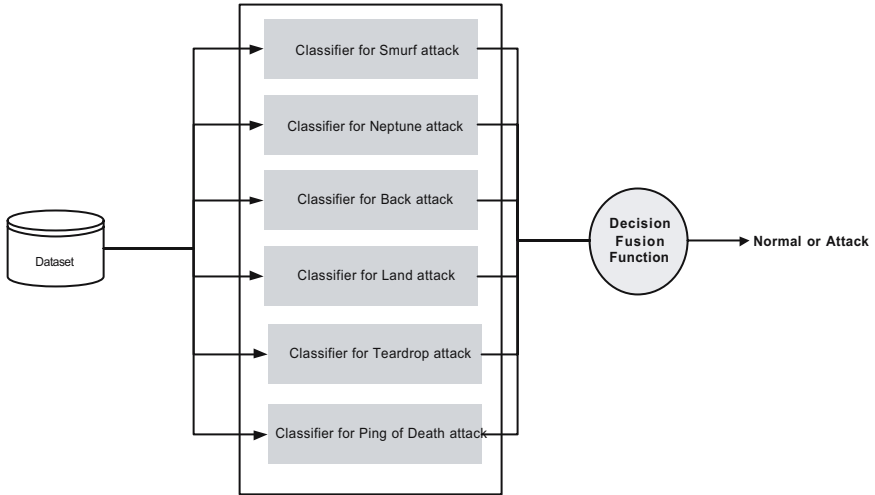 Classifier for Smurf attack
Classifier for Neptune attack
Classifier for Back attack
Classifier for Land attack
Classifier for Teardrop attack
Classifier for Ping of Death attack
Dataset
Decision
Fusion
Function
Normal or Attack